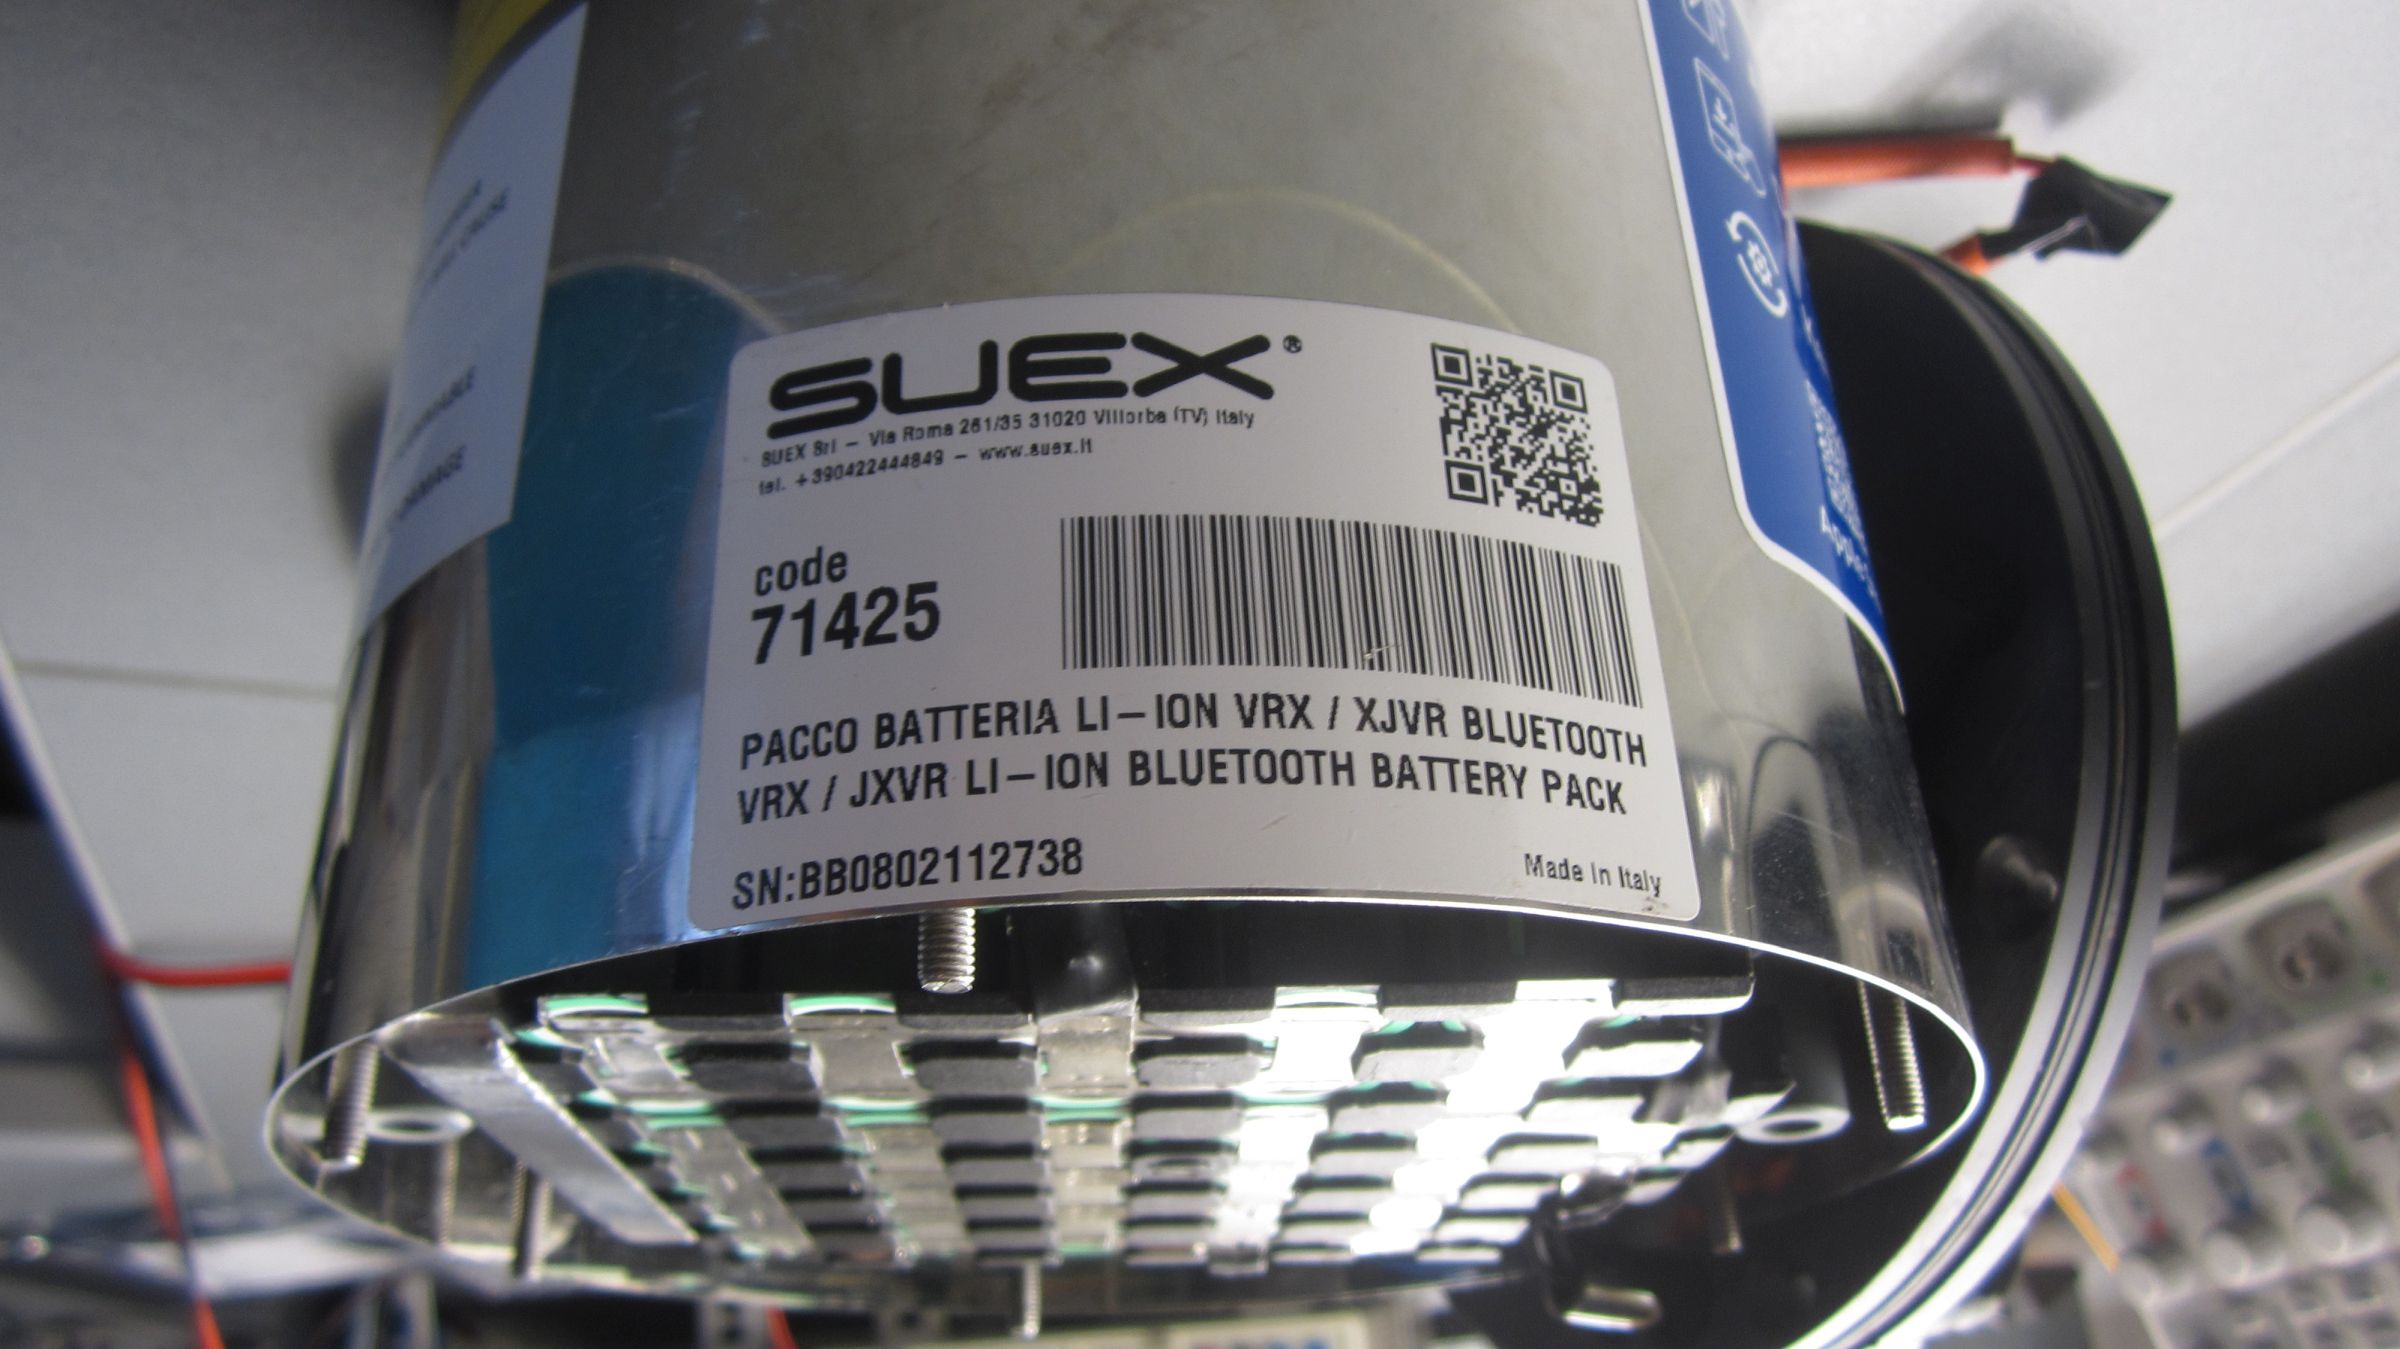 SUEX®
SUEX Srl – Via Roma 261/35 31020 Villorba (TV) Italy
tel. +390422444849 – www.suex.it
code
71425
PACCO BATTERIA LI–ION VRX / XJVR BLUETOOTH
VRX / JXVR LI–ION BLUETOOTH BATTERY PACK
SN:BB0802112738
Made in Italy
DAMAGE